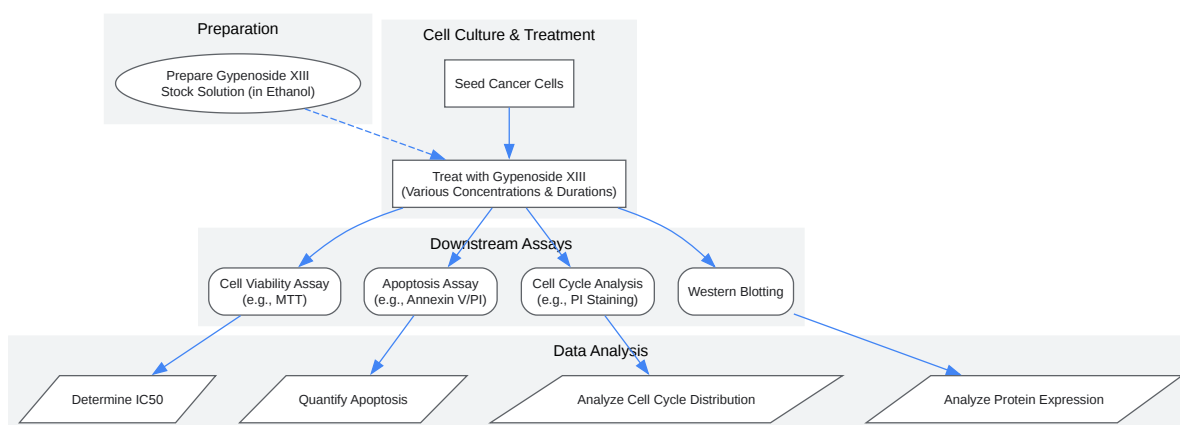 Preparation
Prepare Gypenoside XIII
Stock Solution (in Ethanol)
Cell Culture & Treatment
Seed Cancer Cells
Treat with Gypenoside XIII
(Various Concentrations & Durations)
Downstream Assays
Cell Viability Assay
(e.g., MTT)
Apoptosis Assay
(e.g., Annexin V/PI)
Cell Cycle Analysis
(e.g., PI Staining)
Western Blotting
Data Analysis
Determine IC50
Quantify Apoptosis
Analyze Cell Cycle Distribution
Analyze Protein Expression